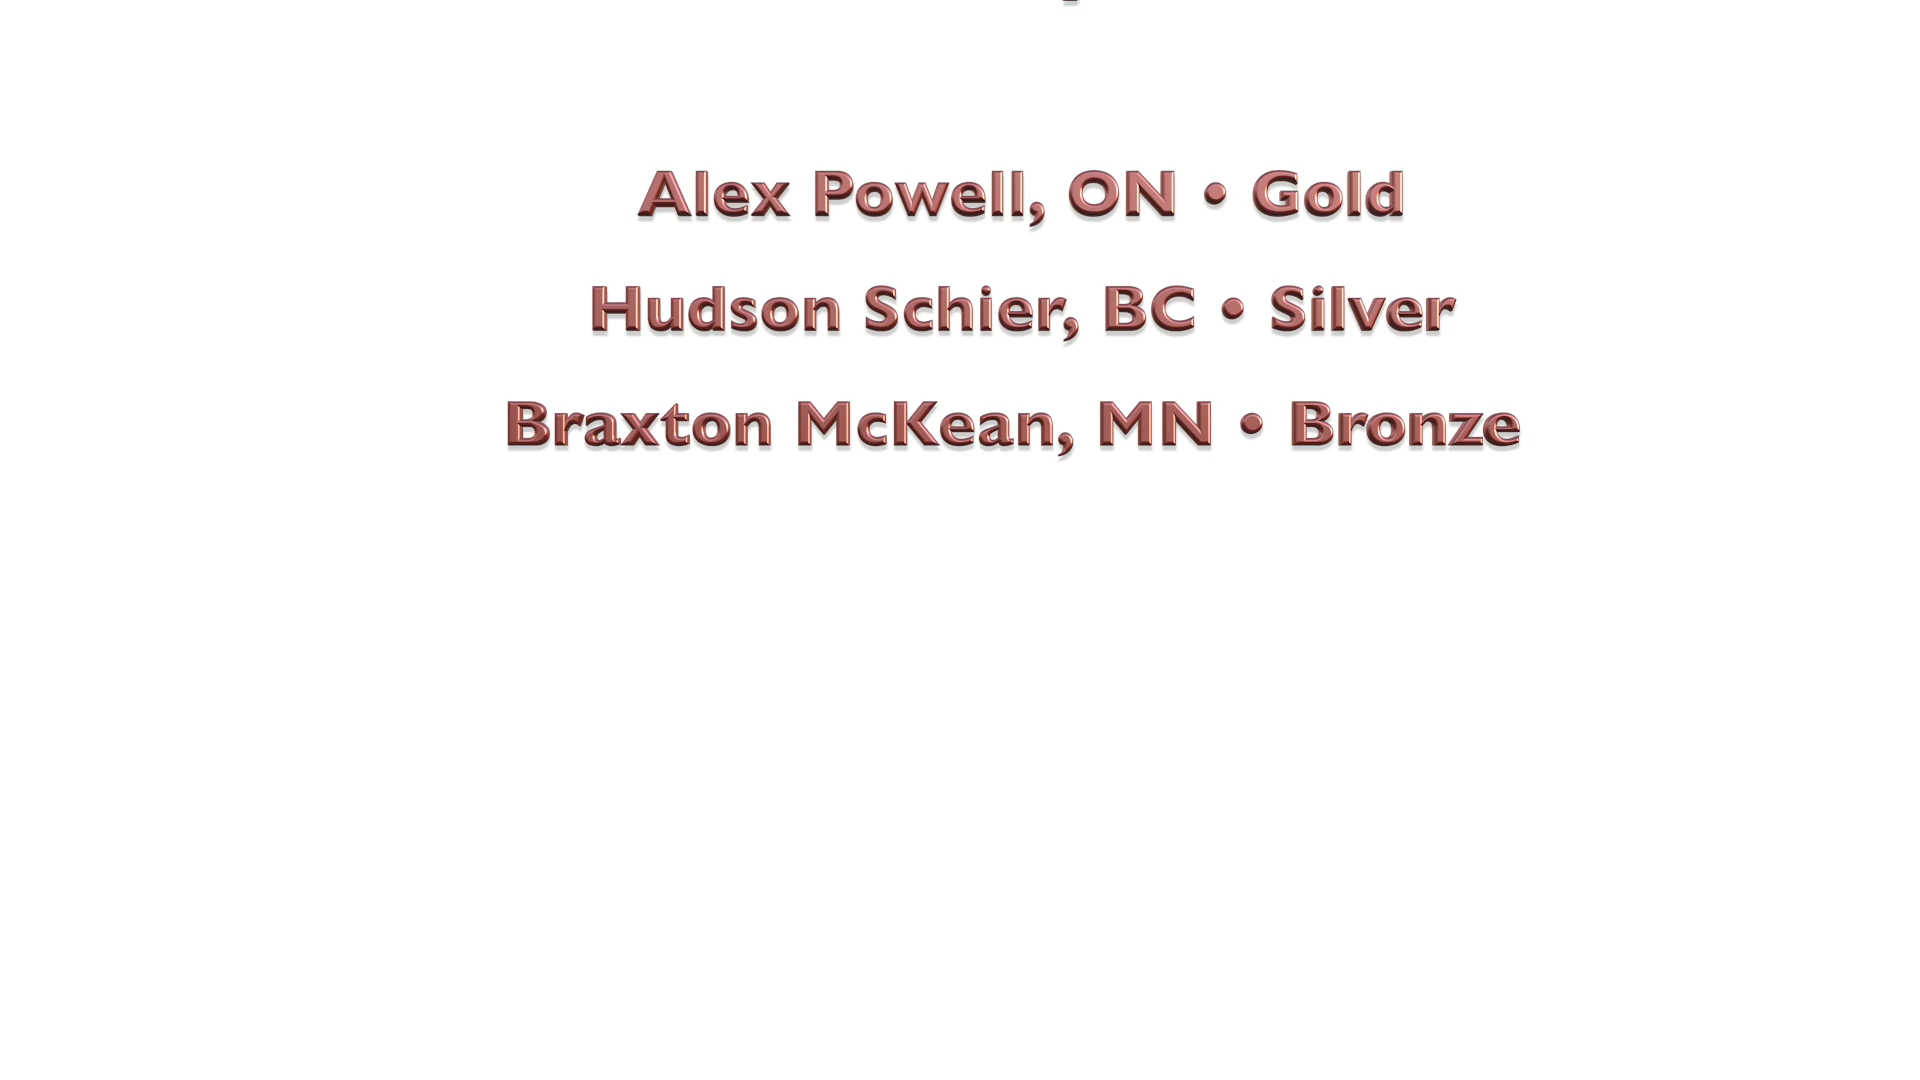 Alex Powell, ON • Gold
Hudson Schier, BC • Silver
Braxton McKean, MN • Bronze